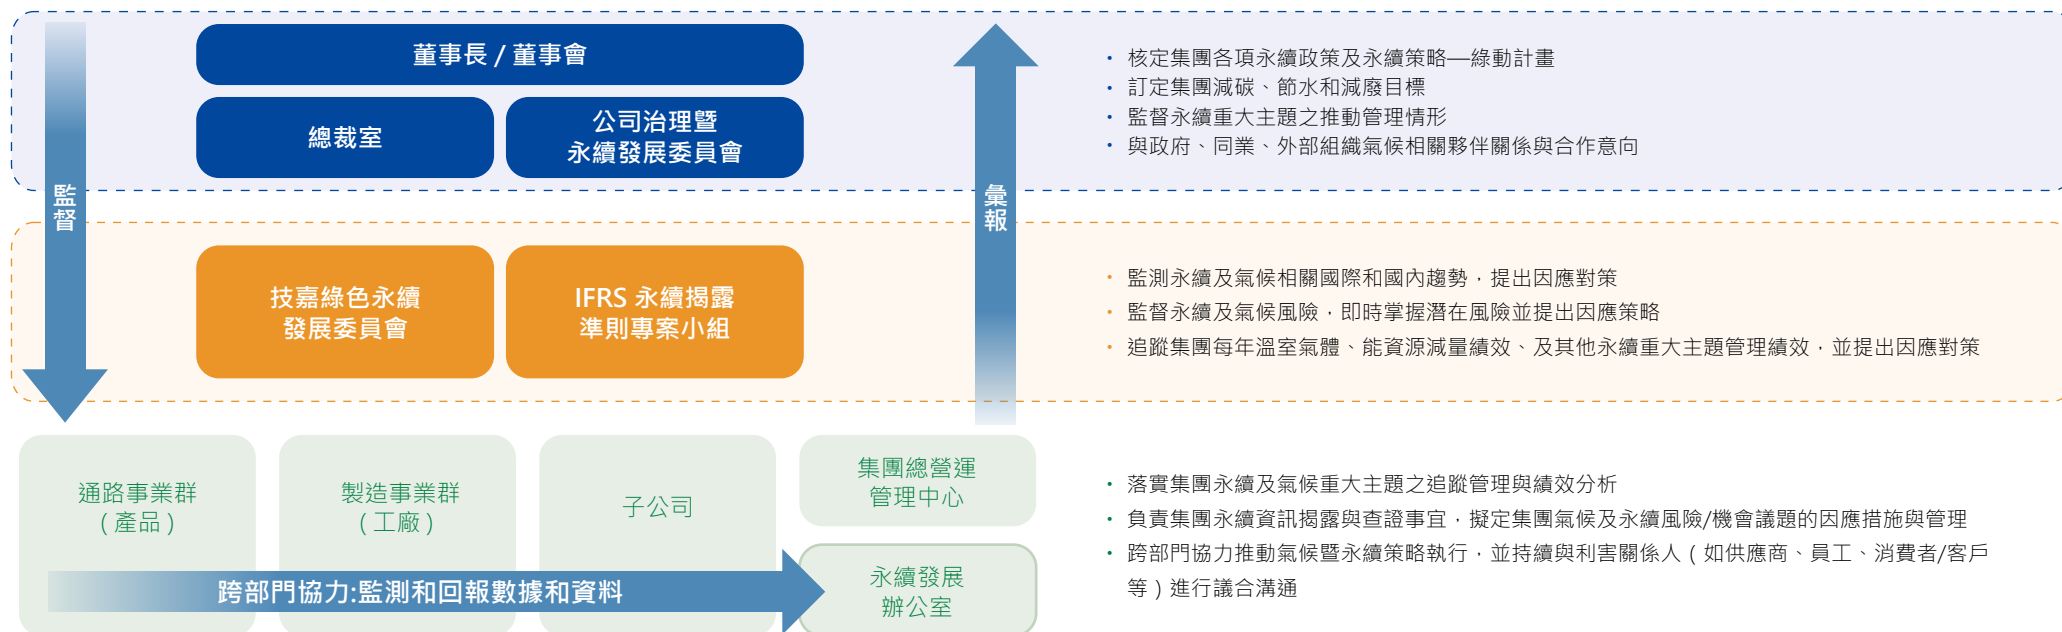 董事長 / 董事會
總裁室
公司治理暨
永續發展委員會
• 核定集團各項永續政策及永續策略—綠動計畫
• 訂定集團減碳、節水和減廢目標
• 監督永續重大主題之推動管理情形
• 與政府、同業、外部組織氣候相關夥伴關係與合作意向
監督
彙報
技嘉綠色永續
發展委員會
IFRS 永續揭露
準則專案小組
• 監測永續及氣候相關國際和國內趨勢，提出因應對策
• 監督永續及氣候風險，即時掌握潛在風險並提出因應策略
• 追蹤集團每年溫室氣體、能資源減量績效、及其他永續重大主題管理績效，並提出因應對策
通路事業群
( 產品 )
製造事業群
( 工廠 )
子公司
集團總營運
管理中心
永續發展
辦公室
跨部門協力:監測和回報數據和資料
• 落實集團永續及氣候重大主題之追蹤管理與績效分析
• 負責集團永續資訊揭露與查證事宜，擬定集團氣候及永續風險/機會議題的因應措施與管理
• 跨部門協力推動氣候暨永續策略執行，並持續與利害關係人 ( 如供應商、員工、消費者/客戶
等 ) 進行議合溝通